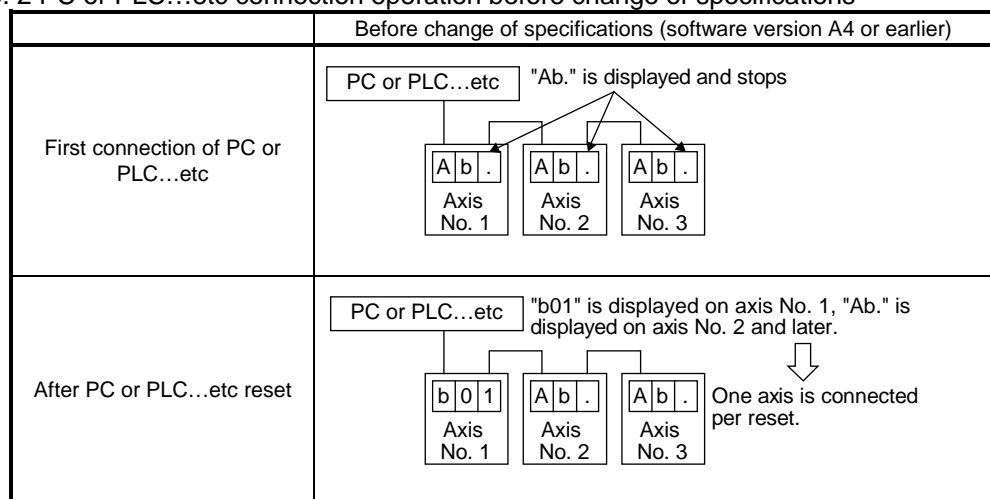 2 PC or PLC…etc connection operation before change of specifications
Before change of specifications (software version A4 or earlier)
First connection of PC or
PLC…etc
PC or PLC…etc
"Ab." is displayed and stops
A b .
A b .
A b .
Axis
No. 1
Axis
No. 2
Axis
No. 3
After PC or PLC…etc reset
PC or PLC…etc
"b01" is displayed on axis No. 1, "Ab." is
displayed on axis No. 2 and later.
b 0 1
A b .
A b .
One axis is connected
per reset.
Axis
No. 1
Axis
No. 2
Axis
No. 3